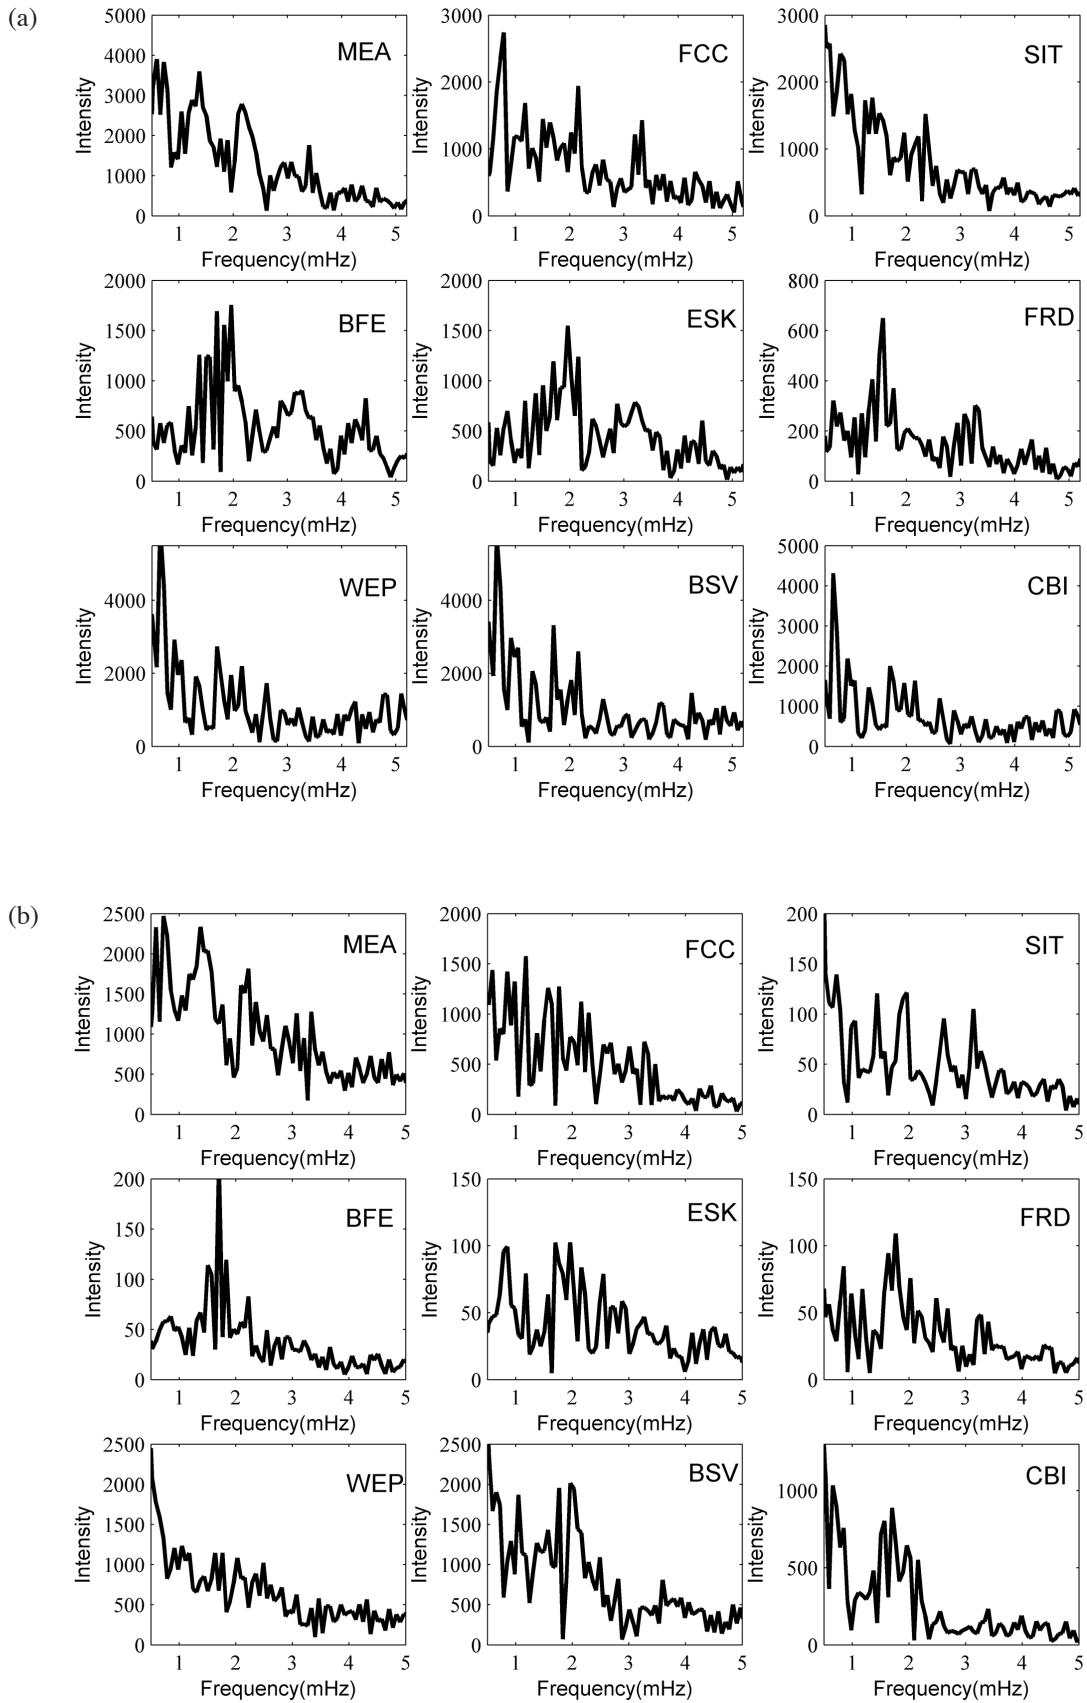 (a)
5000
4000
3000
2000
1000
0
Intensity
MEA
1 2 3 4 5
Frequency(mHz)
3000
2000
1000
0
Intensity
FCC
1 2 3 4 5
Frequency(mHz)
3000
2000
1000
0
Intensity
SIT
1 2 3 4 5
Frequency(mHz)
2000
1500
1000
500
0
Intensity
BFE
1 2 3 4 5
Frequency(mHz)
2000
1500
1000
500
0
Intensity
ESK
1 2 3 4 5
Frequency(mHz)
800
600
400
200
0
Intensity
FRD
1 2 3 4 5
Frequency(mHz)
4000
2000
0
Intensity
WEP
1 2 3 4 5
Frequency(mHz)
4000
2000
0
Intensity
BSV
1 2 3 4 5
Frequency(mHz)
5000
4000
3000
2000
1000
0
Intensity
CBI
1 2 3 4 5
Frequency(mHz)
(b)
2500
2000
1500
1000
500
0
Intensity
MEA
1 2 3 4 5
Frequency(mHz)
2000
1500
1000
500
0
Intensity
FCC
1 2 3 4 5
Frequency(mHz)
200
150
100
50
0
Intensity
SIT
1 2 3 4 5
Frequency(mHz)
200
150
100
50
0
Intensity
BFE
1 2 3 4 5
Frequency(mHz)
150
100
50
0
Intensity
ESK
1 2 3 4 5
Frequency(mHz)
150
100
50
0
Intensity
FRD
1 2 3 4 5
Frequency(mHz)
2500
2000
1500
1000
500
0
Intensity
WEP
1 2 3 4 5
Frequency(mHz)
2500
2000
1500
1000
500
0
Intensity
BSV
1 2 3 4 5
Frequency(mHz)
1000
500
0
Intensity
CBI
1 2 3 4 5
Frequency(mHz)